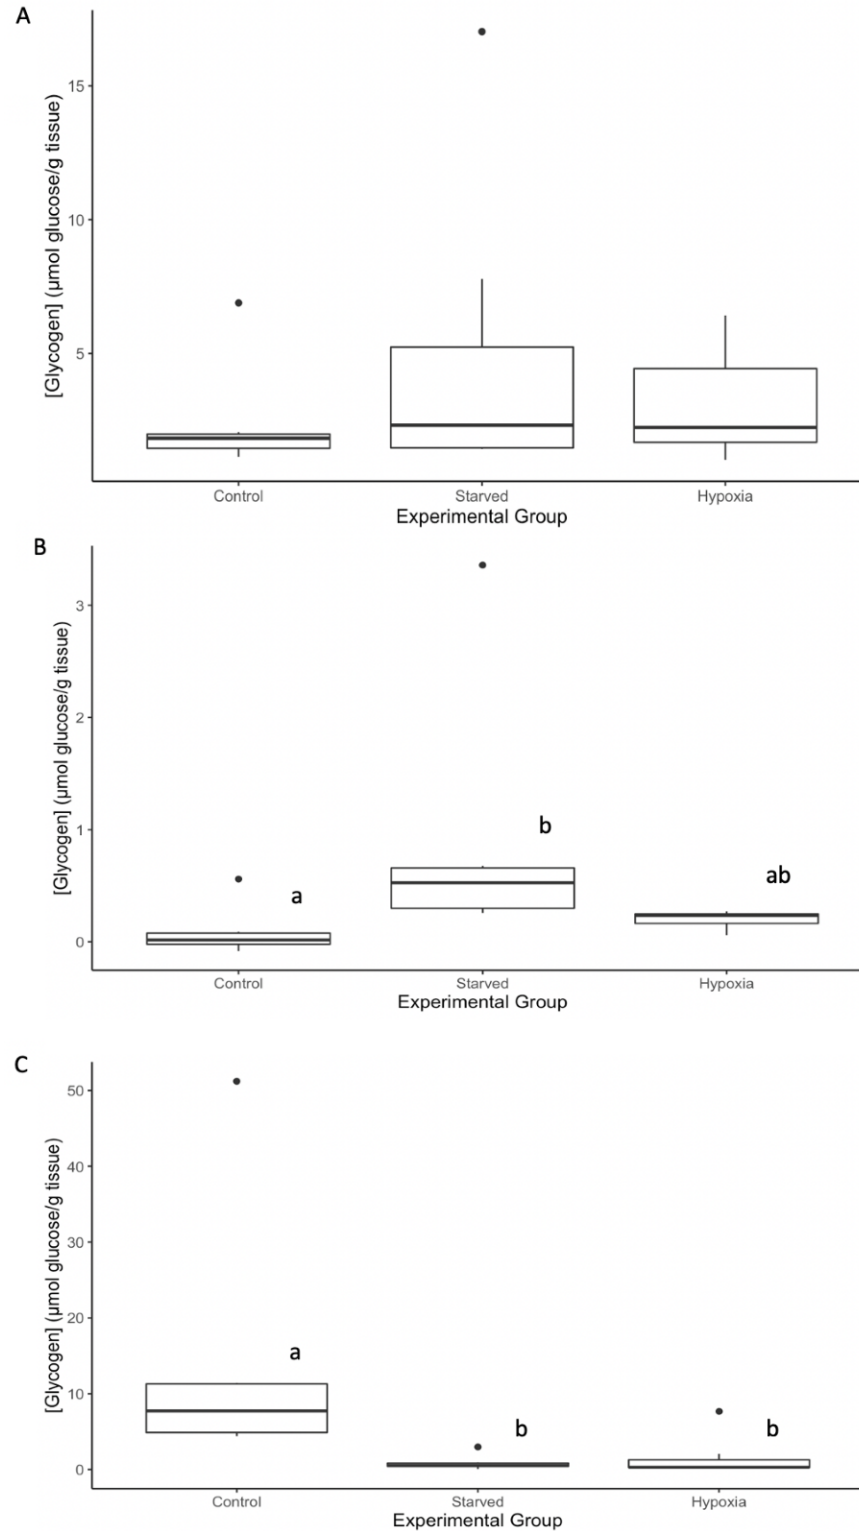 A
[Glycogen] (μmol glucose/g tissue)
15
10
5
Control Starved Hypoxia
Experimental Group
B
[Glycogen] (μmol glucose/g tissue)
3
2
1
0
a
b
ab
Control Starved Hypoxia
Experimental Group
C
[Glycogen] (μmol glucose/g tissue)
50
40
30
20
10
0
a
b
b
Control Starved Hypoxia
Experimental Group